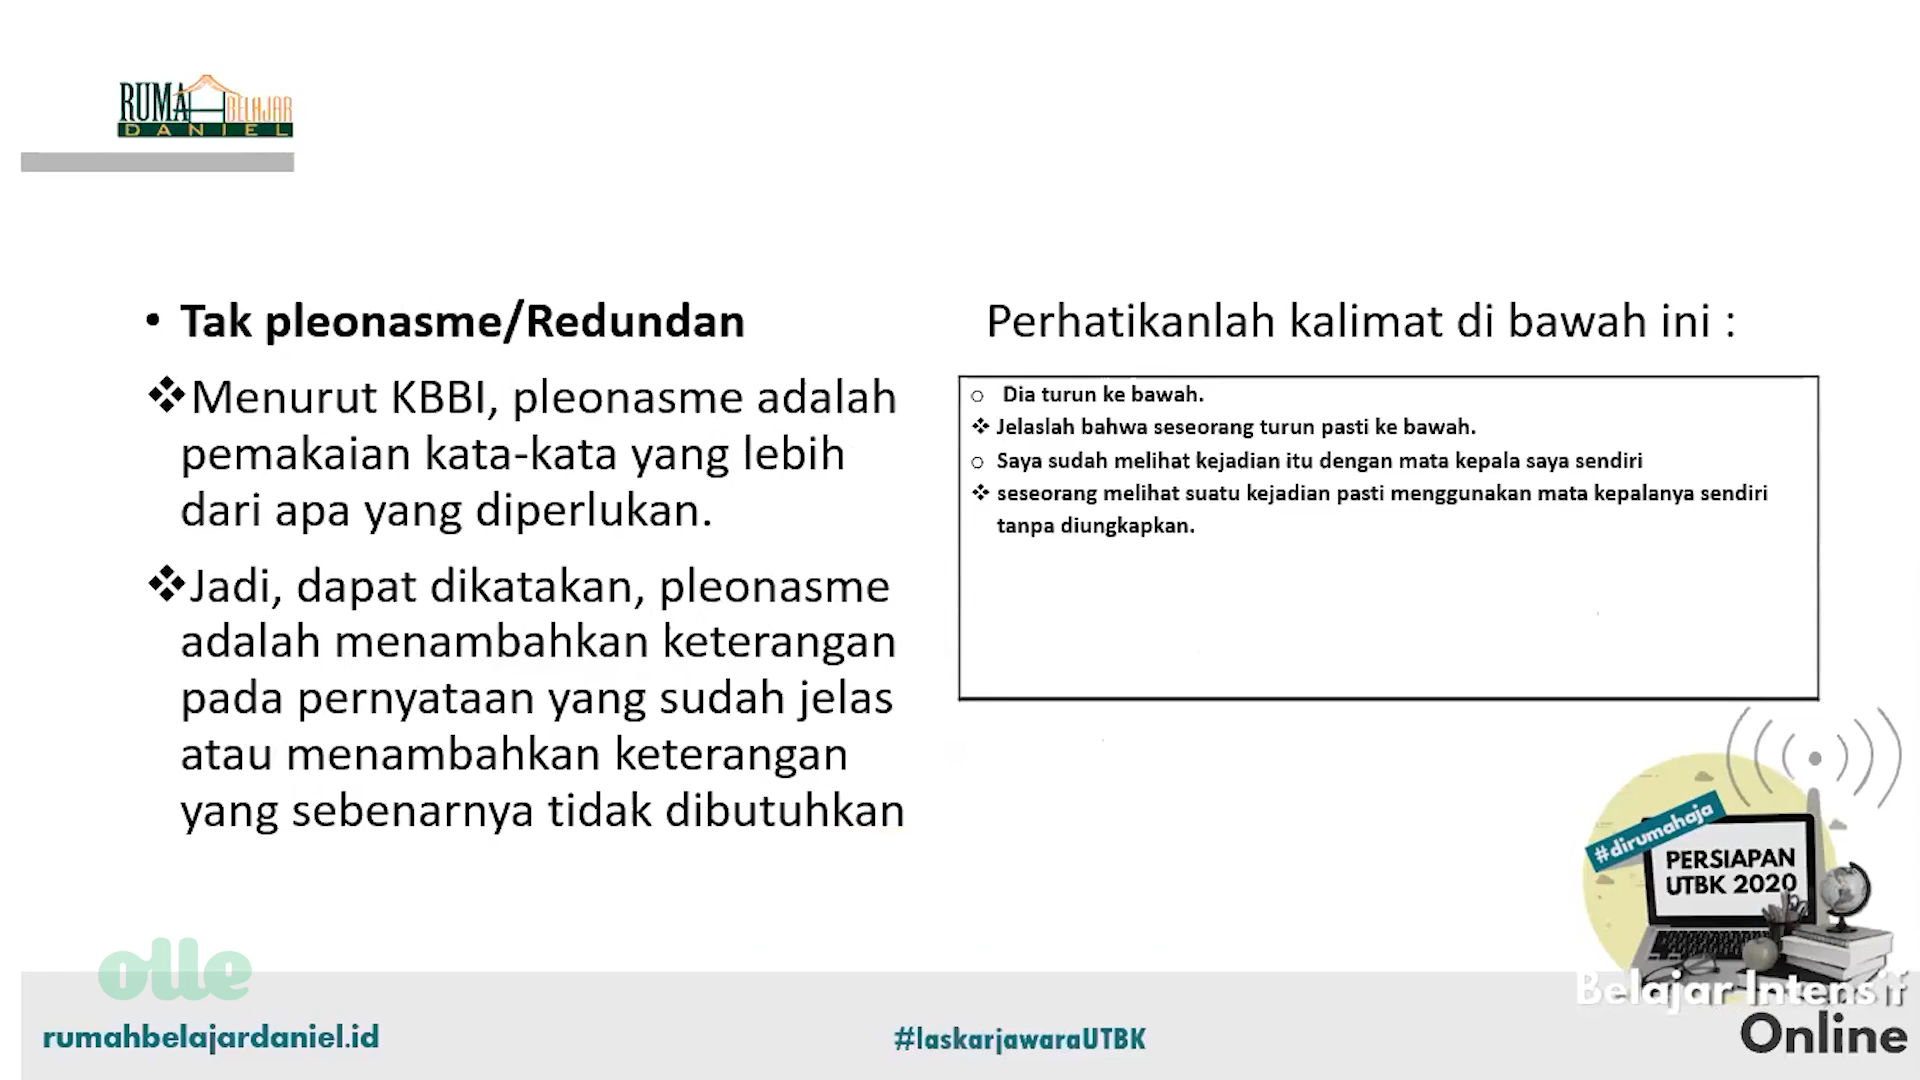 RUMA BELAJAR
DANIEL
• Tak pleonasme/Redundan
❖Menurut KBBI, pleonasme adalah
pemakaian kata-kata yang lebih
dari apa yang diperlukan.
❖Jadi, dapat dikatakan, pleonasme
adalah menambahkan keterangan
pada pernyataan yang sudah jelas
atau menambahkan keterangan
yang sebenarnya tidak dibutuhkan
Perhatikanlah kalimat di bawah ini :
o Dia turun ke bawah.
❖ Jelaslah bahwa seseorang turun pasti ke bawah.
o Saya sudah melihat kejadian itu dengan mata kepala saya sendiri
❖ seseorang melihat suatu kejadian pasti menggunakan mata kepalanya sendiri
tanpa diungkapkan.
#dirumahaja
PERSIAPAN
UTBK 2020
Belajar Intensif
Online
olle
rumahbelajardaniel.id
#laskarjawaraUTBK